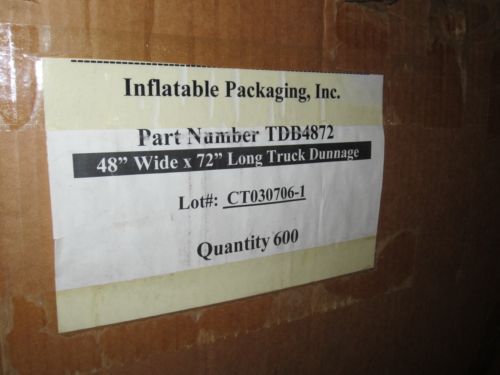 Inflatable Packaging, Inc.
Part Number TDB4872
48” Wide x 72” Long Truck Dunnage
Lot#: CT030706-1
Quantity 600